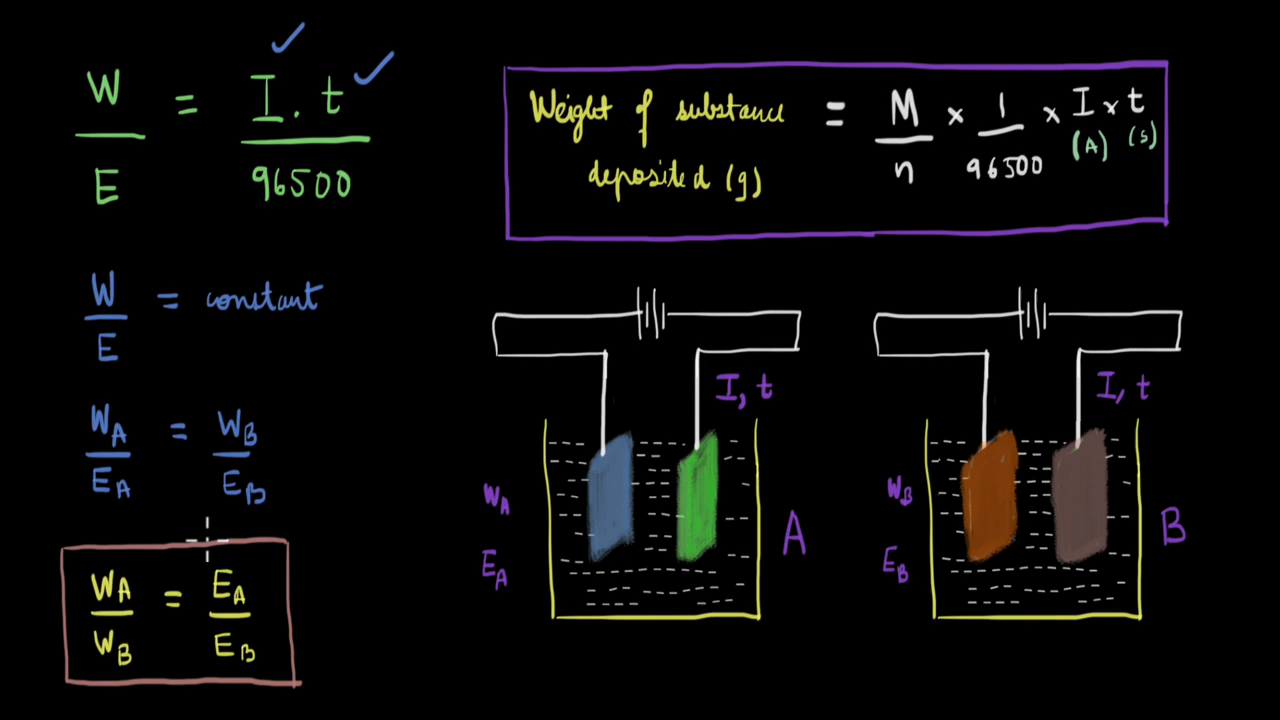 W/E = I . t/96500
W/E = constant
W_A/E_A = W_B/E_B
W_A/W_B = E_A/E_B
Weight of substance deposited (g) = M/n × 1/96500 × I × t
(A) (s)
I, t
W_A
E_A
A
I, t
W_B
E_B
B